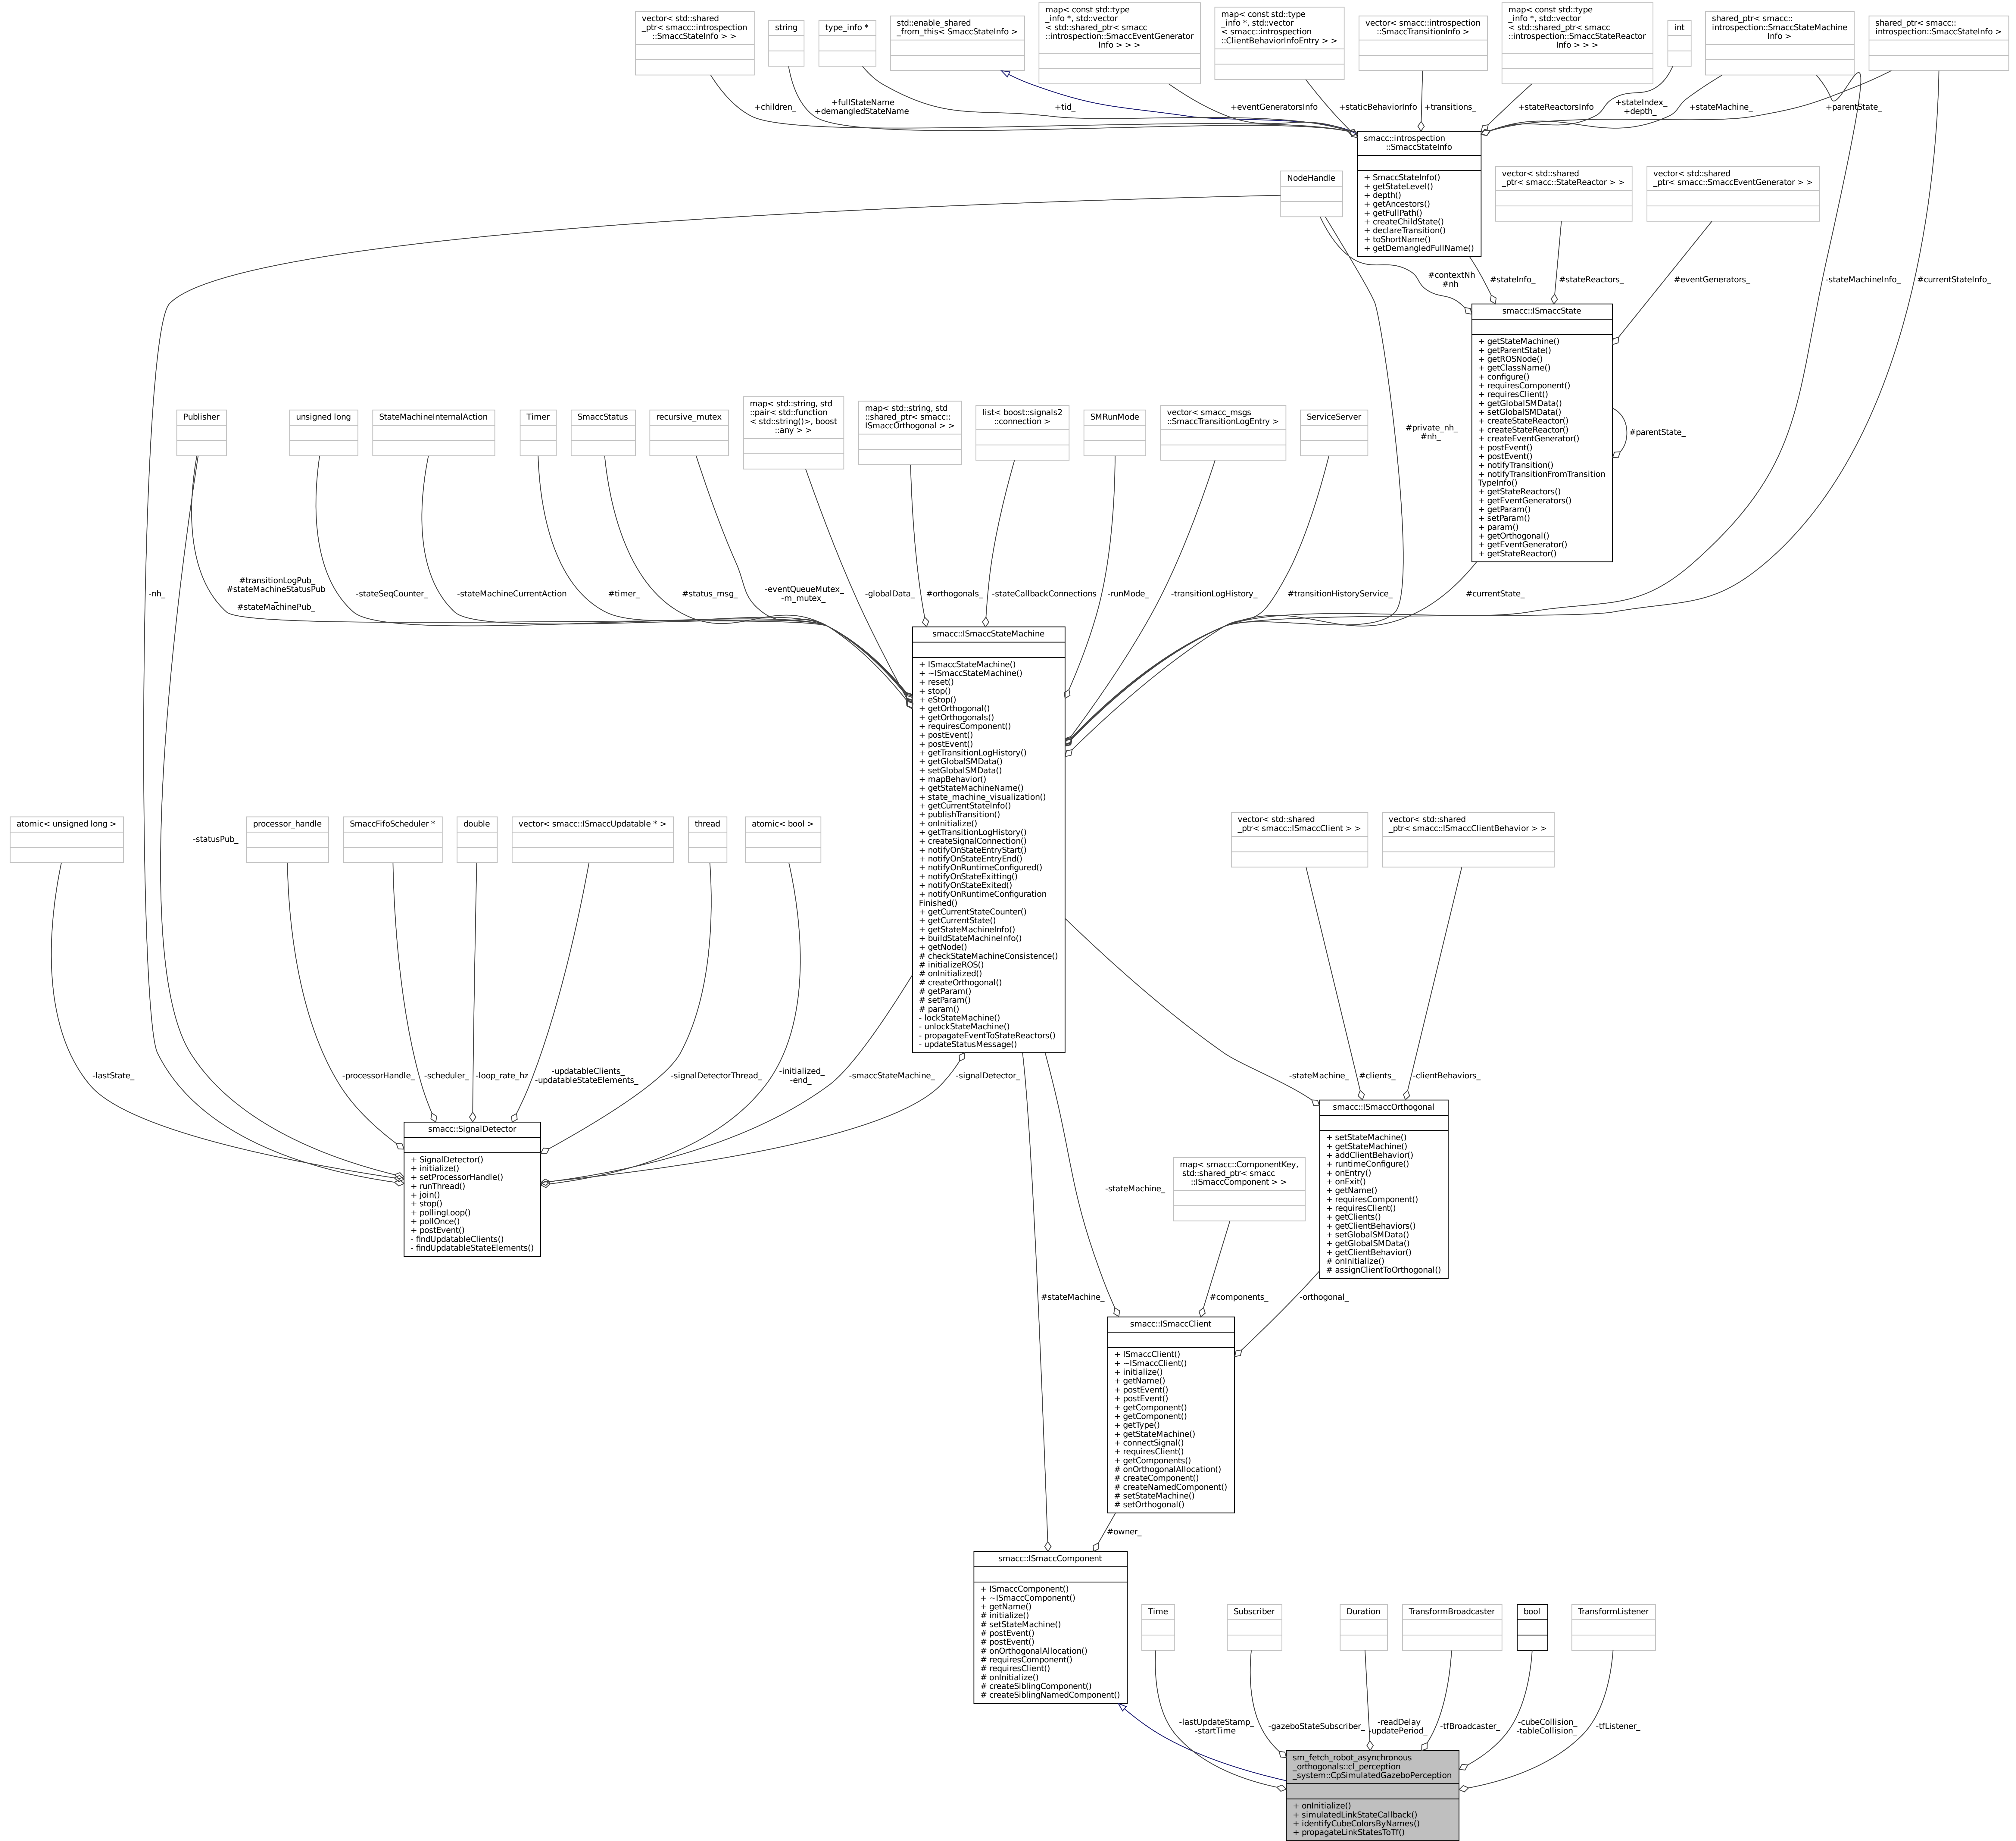 vector< std::shared
_ptr< smacc::introspection
::SmaccStateInfo > >
string
type_info *
std::enable_shared
_from_this< SmaccStateInfo >
map< const std::type
_info *, std::vector
< std::shared_ptr< smacc
::introspection::SmaccEventGenerator
Info > > >
map< const std::type
_info *, std::vector
< smacc::introspection
::ClientBehaviorInfoEntry > >
vector< smacc::introspection
::SmaccTransitionInfo >
map< const std::type
_info *, std::vector
< std::shared_ptr< smacc
::introspection::SmaccStateReactor
Info > > >
int
shared_ptr< smacc::
introspection::SmaccStateMachine
Info >
shared_ptr< smacc::
introspection::SmaccStateInfo >
+children_
+fullStateName
+demangledStateName
+tid_
+eventGeneratorsInfo
+staticBehaviorInfo
+transitions_
+stateReactorsInfo
+stateIndex_
+depth_
+stateMachine_
+parentState_
smacc::introspection
::SmaccStateInfo
+ SmaccStateInfo()
+ getStateLevel()
+ depth()
+ getAncestors()
+ getFullPath()
+ createChildState()
+ declareTransition()
+ toShortName()
+ getDemangledFullName()
NodeHandle
vector< std::shared
_ptr< smacc::StateReactor > >
vector< std::shared
_ptr< smacc::SmaccEventGenerator > >
#contextNh
#nh
#stateInfo_
#stateReactors_
#eventGenerators_
-stateMachineInfo_
#currentStateInfo_
smacc::ISmaccState
+ getStateMachine()
+ getParentState()
+ getROSNode()
+ getClassName()
+ configure()
+ requiresComponent()
+ requiresClient()
+ getGlobalSMData()
+ setGlobalSMData()
+ createStateReactor()
+ createStateReactor()
+ createEventGenerator()
+ postEvent()
+ postEvent()
+ notifyTransition()
+ notifyTransitionFromTransition
TypeInfo()
+ getStateReactors()
+ getEventGenerators()
+ getParam()
+ setParam()
+ param()
+ getOrthogonal()
+ getEventGenerator()
+ getStateReactor()
#parentState_
Publisher
unsigned long
StateMachineInternalAction
Timer
SmaccStatus
recursive_mutex
map< std::string, std
::pair< std::function
< std::string()>, boost
::any > >
map< std::string, std
::shared_ptr< smacc::
ISmaccOrthogonal > >
list< boost::signals2
::connection >
SMRunMode
vector< smacc_msgs
::SmaccTransitionLogEntry >
ServiceServer
#private_nh_
#nh_
-nh_
#transitionLogPub_
#stateMachineStatusPub
_
#stateMachinePub_
-stateSeqCounter_
-stateMachineCurrentAction
#timer_
#status_msg_
-eventQueueMutex_
-m_mutex_
-globalData_
#orthogonals_
-stateCallbackConnections
-runMode_
-transitionLogHistory_
#transitionHistoryService_
#currentState_
smacc::ISmaccStateMachine
+ ISmaccStateMachine()
+ ~ISmaccStateMachine()
+ reset()
+ stop()
+ eStop()
+ getOrthogonal()
+ getOrthogonals()
+ requiresComponent()
+ postEvent()
+ postEvent()
+ getTransitionLogHistory()
+ getGlobalSMData()
+ setGlobalSMData()
+ mapBehavior()
+ getStateMachineName()
+ state_machine_visualization()
+ getCurrentStateInfo()
+ publishTransition()
+ onInitialize()
+ getTransitionLogHistory()
+ createSignalConnection()
+ notifyOnStateEntryStart()
+ notifyOnStateEntryEnd()
+ notifyOnRuntimeConfigured()
+ notifyOnStateExitting()
+ notifyOnStateExited()
+ notifyOnRuntimeConfiguration
Finished()
+ getCurrentStateCounter()
+ getCurrentState()
+ getStateMachineInfo()
+ buildStateMachineInfo()
+ getNode()
# checkStateMachineConsistence()
# initializeROS()
# onInitialized()
# createOrthogonal()
# getParam()
# setParam()
# param()
- lockStateMachine()
- unlockStateMachine()
- propagateEventToStateReactors()
- updateStatusMessage()
atomic< unsigned long >
-statusPub_
processor_handle
SmaccFifoScheduler *
double
vector< smacc::ISmaccUpdatable * >
thread
atomic< bool >
vector< std::shared
_ptr< smacc::ISmaccClient > >
vector< std::shared
_ptr< smacc::ISmaccClientBehavior > >
-lastState_
-processorHandle_
-scheduler_
-loop_rate_hz
-updatableClients_
-updatableStateElements_
-signalDetectorThread_
-initialized_
-end_
-smaccStateMachine_
-signalDetector_
-stateMachine_
#clients_
-clientBehaviors_
smacc::SignalDetector
+ SignalDetector()
+ initialize()
+ setProcessorHandle()
+ runThread()
+ join()
+ stop()
+ pollingLoop()
+ pollOnce()
+ postEvent()
- findUpdatableClients()
- findUpdatableStateElements()
smacc::ISmaccOrthogonal
+ setStateMachine()
+ getStateMachine()
+ addClientBehavior()
+ runtimeConfigure()
+ onEntry()
+ onExit()
+ getName()
+ requiresComponent()
+ requiresClient()
+ getClients()
+ getClientBehaviors()
+ setGlobalSMData()
+ getGlobalSMData()
+ getClientBehavior()
# onInitialize()
# assignClientToOrthogonal()
-stateMachine_
map< smacc::ComponentKey,
std::shared_ptr< smacc
::ISmaccComponent > >
#stateMachine_
#components_
-orthogonal_
smacc::ISmaccClient
+ ISmaccClient()
+ ~ISmaccClient()
+ initialize()
+ getName()
+ postEvent()
+ postEvent()
+ getComponent()
+ getComponent()
+ getType()
+ getStateMachine()
+ connectSignal()
+ requiresClient()
+ getComponents()
# onOrthogonalAllocation()
# createComponent()
# createNamedComponent()
# setStateMachine()
# setOrthogonal()
#owner_
smacc::ISmaccComponent
+ ISmaccComponent()
+ ~ISmaccComponent()
+ getName()
# initialize()
# setStateMachine()
# postEvent()
# postEvent()
# onOrthogonalAllocation()
# requiresComponent()
# requiresClient()
# onInitialize()
# createSiblingComponent()
# createSiblingNamedComponent()
Time
Subscriber
Duration
TransformBroadcaster
bool
TransformListener
-lastUpdateStamp_
-startTime
-gazeboStateSubscriber_
-readDelay
-updatePeriod_
-tfBroadcaster_
-cubeCollision_
-tableCollision_
-tfListener_
sm_fetch_robot_asynchronous
_orthogonals::cl_perception
_system::CpSimulatedGazeboPerception
+ onInitialize()
+ simulatedLinkStateCallback()
+ identifyCubeColorsByNames()
+ propagateLinkStatesToTf()